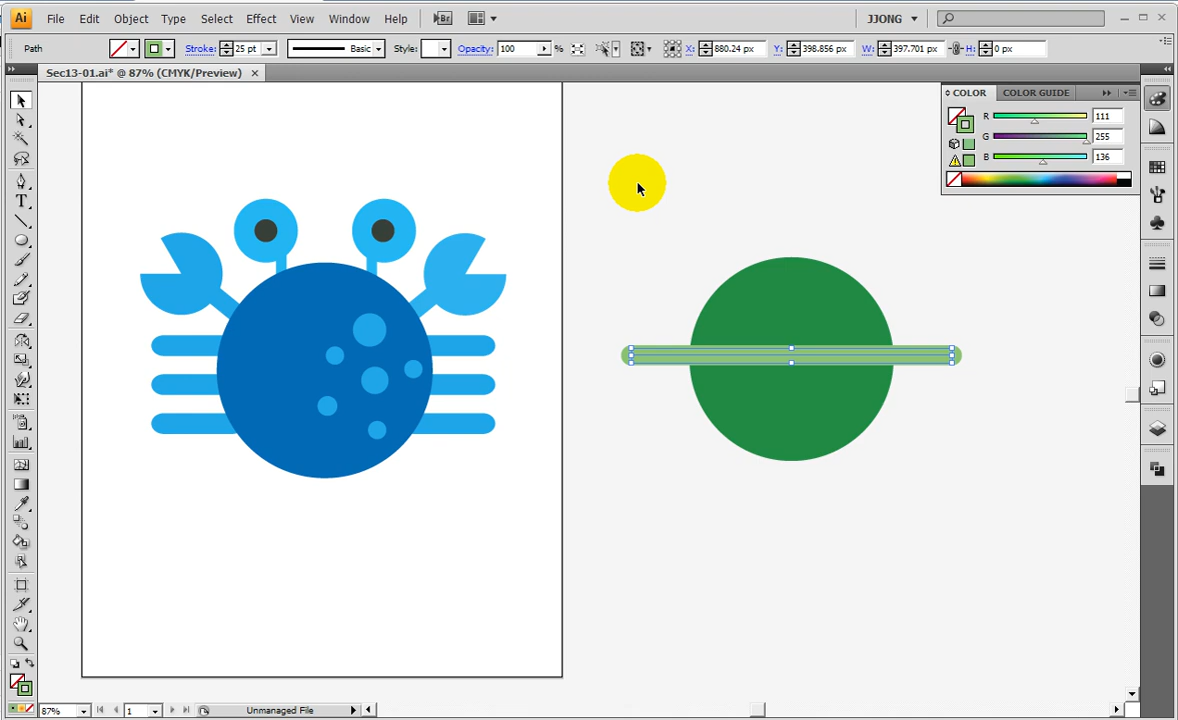 Ai File Edit Object Type Select Effect View Window Help Br JJONG
Path Stroke: 25 pt Basic Style: Opacity: 100 % X: 880.24 px Y: 398.856 px W: 397.701 px H: 0 px
Sec13-01.ai* @ 87% (CMYK/Preview)
COLOR COLOR GUIDE
R 111
G 255
B 136
T
87% 1 Unmanaged File